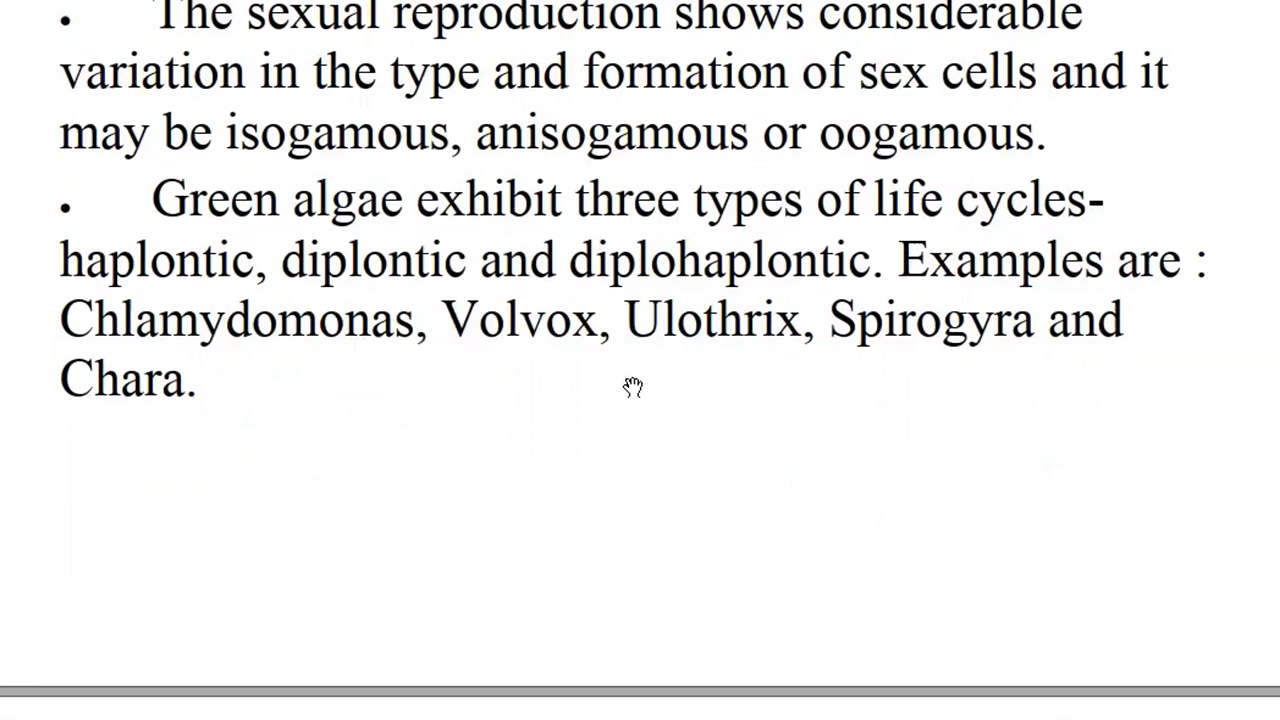 • The sexual reproduction shows considerable
variation in the type and formation of sex cells and it
may be isogamous, anisogamous or oogamous.
• Green algae exhibit three types of life cycles-
haplontic, diplontic and diplohaplontic. Examples are :
Chlamydomonas, Volvox, Ulothrix, Spirogyra and
Chara.